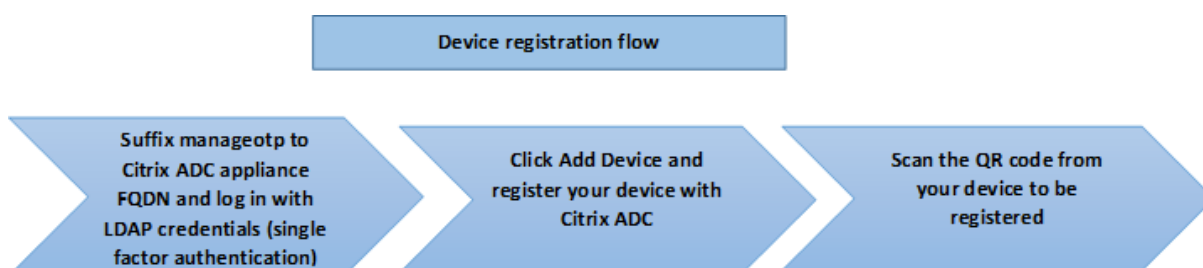 Device registration flow
Suffix manageotp to
Citrix ADC appliance
FQDN and log in with
LDAP credentials (single
factor authentication)
Click Add Device and
register your device with
Citrix ADC
Scan the QR code from
your device to be
registered